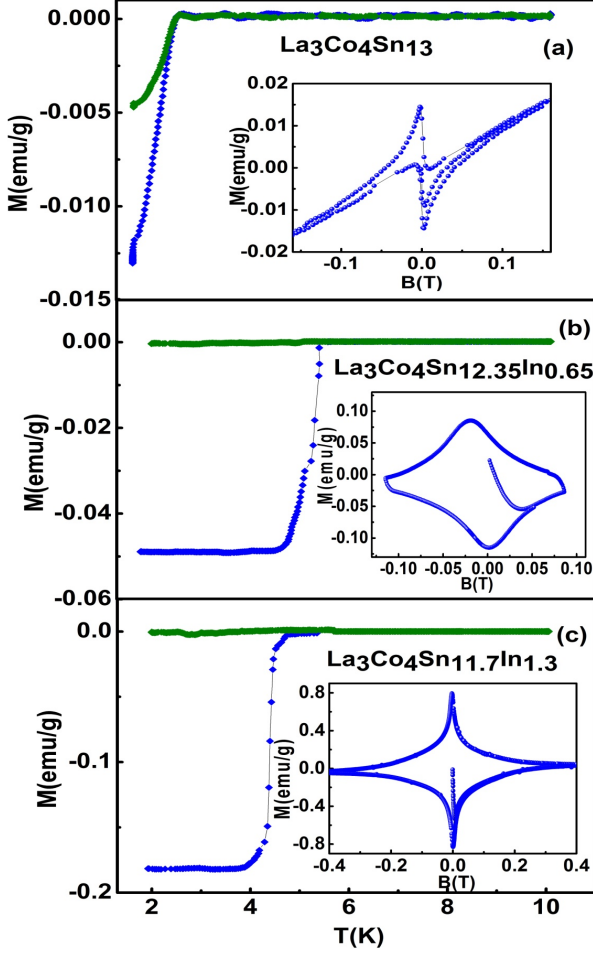 0.000
-0.005
-0.010
-0.015
M(emu/g)
La3Co4Sn13
(a)
0.02
0.01
0.00
-0.01
-0.02
M(emu/g)
-0.1 0.0 0.1
B(T)
0.00
-0.02
-0.04
-0.06
M(emu/g)
(b)
La3Co4Sn12.35In0.65
0.10
0.05
0.00
-0.05
-0.10
M(emu/g)
-0.10 -0.05 0.00 0.05 0.10
B(T)
0.0
-0.1
-0.2
M(emu/g)
(c)
La3Co4Sn11.7In1.3
0.8
0.4
0.0
-0.4
-0.8
M(emu/g)
-0.4 -0.2 0.0 0.2 0.4
B(T)
2 4 6 8 10
T(K)